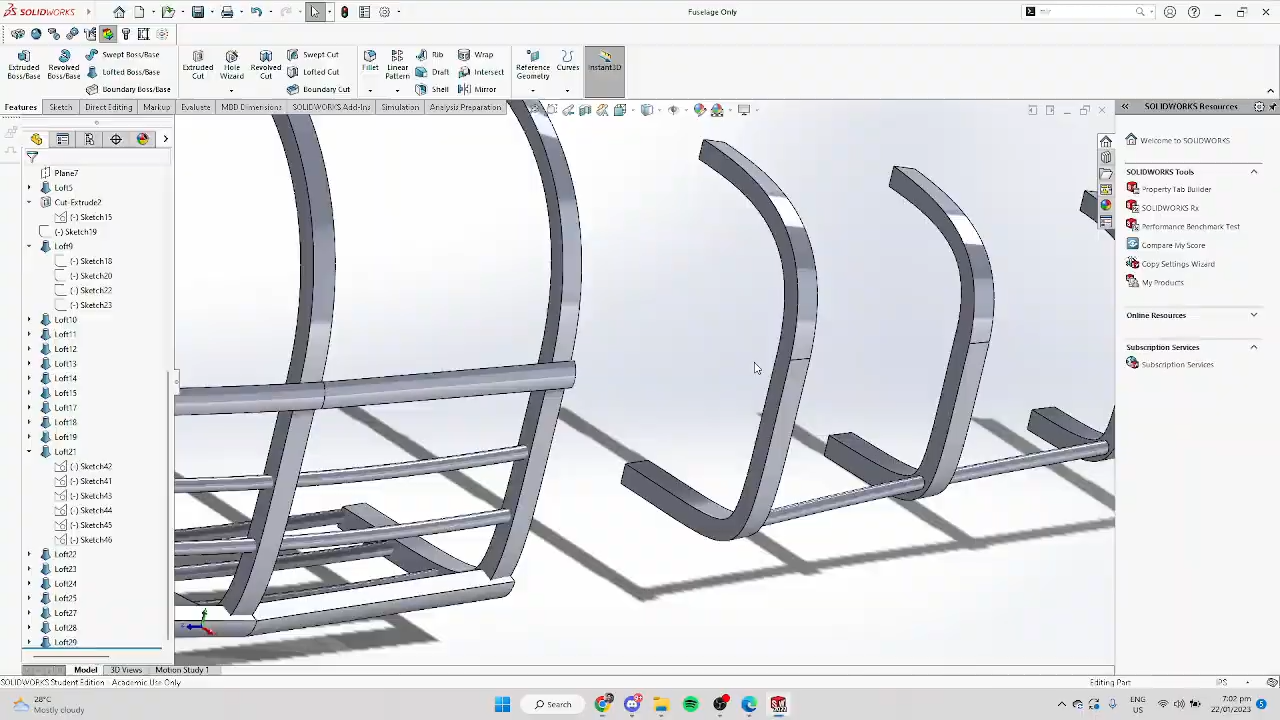 SOLIDWORKS
Fuselage Only
Extruded Boss/Base
Revolved Boss/Base
Swept Boss/Base
Lofted Boss/Base
Boundary Boss/Base
Extruded Cut
Hole Wizard
Revolved Cut
Swept Cut
Lofted Cut
Boundary Cut
Fillet
Linear Pattern
Rib
Draft
Shell
Wrap
Intersect
Mirror
Reference Geometry
Curves
Instant3D
Features Sketch Direct Editing Markup Evaluate MBD Dimensions SOLIDWORKS Add-Ins Simulation Analysis Preparation
Plane7
Loft5
Cut-Extrude2
(-) Sketch15
(-) Sketch19
Loft9
(-) Sketch18
(-) Sketch20
(-) Sketch22
(-) Sketch23
Loft10
Loft11
Loft12
Loft13
Loft14
Loft15
Loft17
Loft18
Loft19
Loft21
(-) Sketch42
(-) Sketch41
(-) Sketch43
(-) Sketch44
(-) Sketch45
(-) Sketch46
Loft22
Loft23
Loft24
Loft25
Loft27
Loft28
Loft29
SOLIDWORKS Resources
Welcome to SOLIDWORKS
SOLIDWORKS Tools
Property Tab Builder
SOLIDWORKS Rx
Performance Benchmark Test
Compare My Score
Copy Settings Wizard
My Products
Online Resources
Subscription Services
Subscription Services
Model 3D Views Motion Study 1
SOLIDWORKS Student Edition - Academic Use Only
Editing Part
IPS
28°C
Mostly cloudy
Search
ENG
US
7:02 pm
22/01/2023